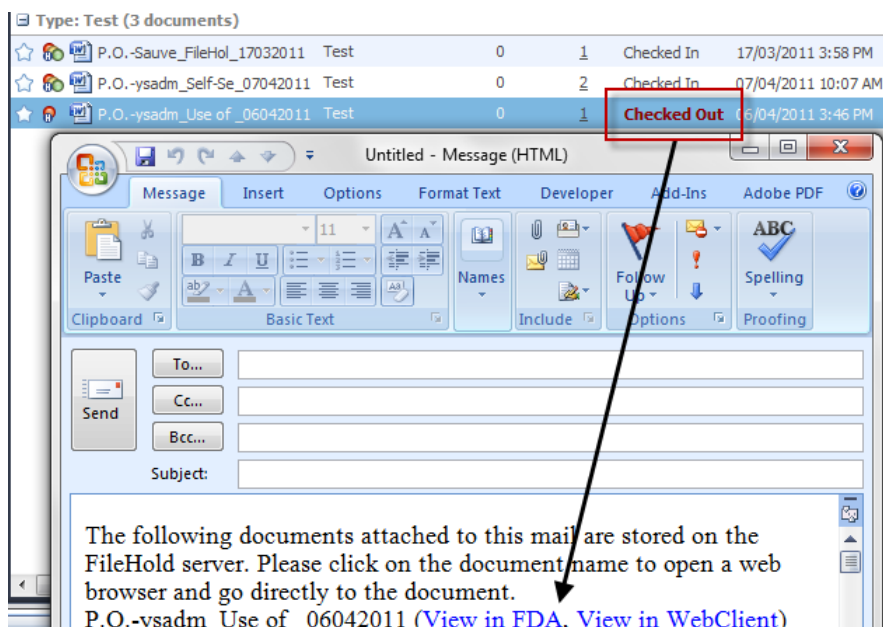 Type: Test (3 documents)
P.O.-Sauve_FileHol_17032011 Test 0 1 Checked In 17/03/2011 3:58 PM
P.O.-ysadm_Self-Se_07042011 Test 0 2 Checked In 07/04/2011 10:07 AM
P.O.-ysadm_Use of _06042011 Test 0 1 Checked Out 06/04/2011 3:46 PM
Untitled - Message (HTML)
Message Insert Options Format Text Developer Add-Ins Adobe PDF
11 A A ABC
Paste B I U Names Follow Up Spelling
ab A
Clipboard Basic Text Include Options Proofing
To...
Send Cc...
Bcc...
Subject:
The following documents attached to this mail are stored on the
FileHold server. Please click on the document name to open a web
browser and go directly to the document.
P.O.-ysadm_Use of _06042011 (View in FDA, View in WebClient)